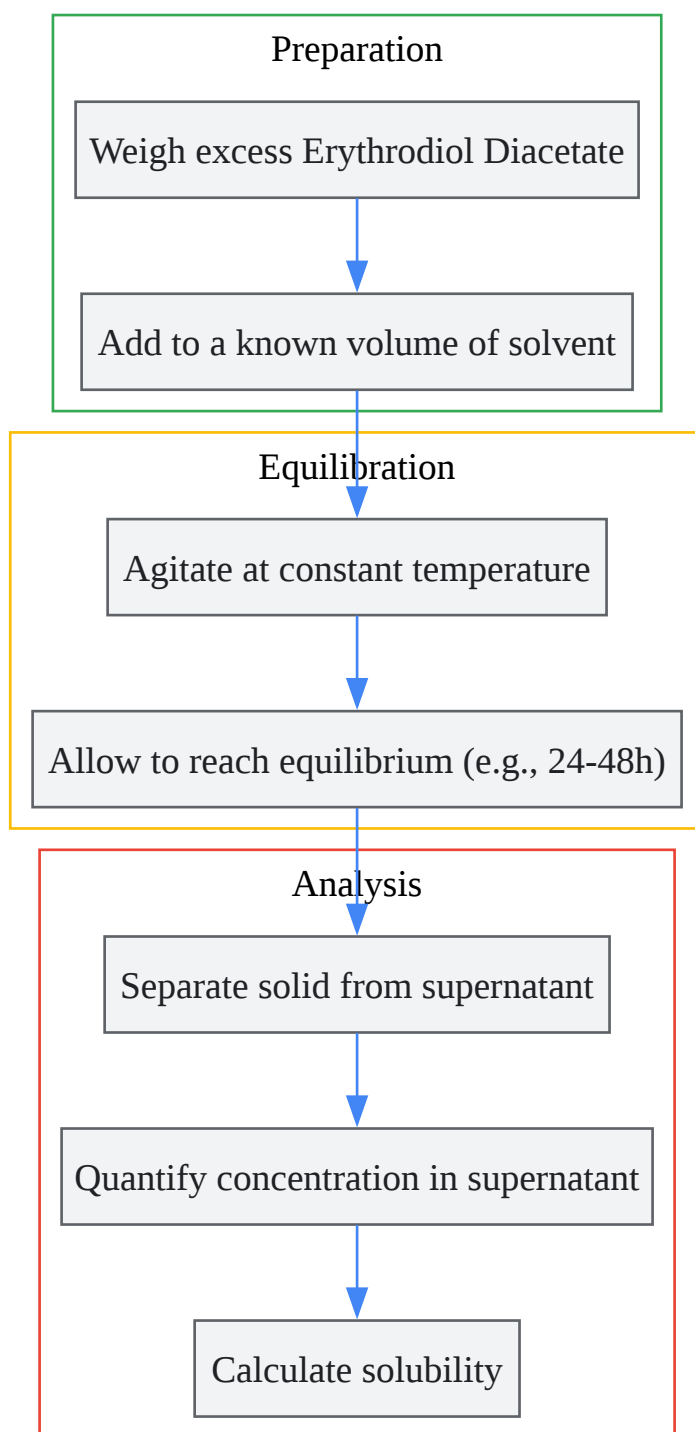 Preparation
Weigh excess Erythrodiol Diacetate
Add to a known volume of solvent
Equilibration
Agitate at constant temperature
Allow to reach equilibrium (e.g., 24-48h)
Analysis
Separate solid from supernatant
Quantify concentration in supernatant
Calculate solubility